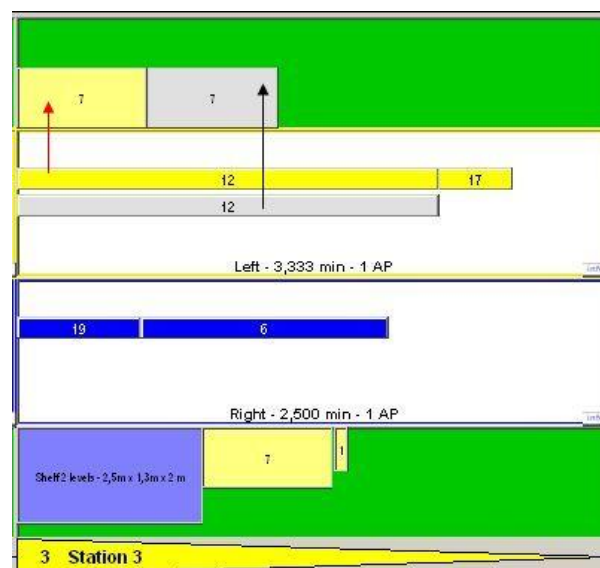 7 7
12 17
12
Left - 3,333 min - 1 AP
19 6
Right - 2,500 min - 1 AP
Shelf 2 levels - 2,5m x 1,3m x 2 m
7 1
3 Station 3